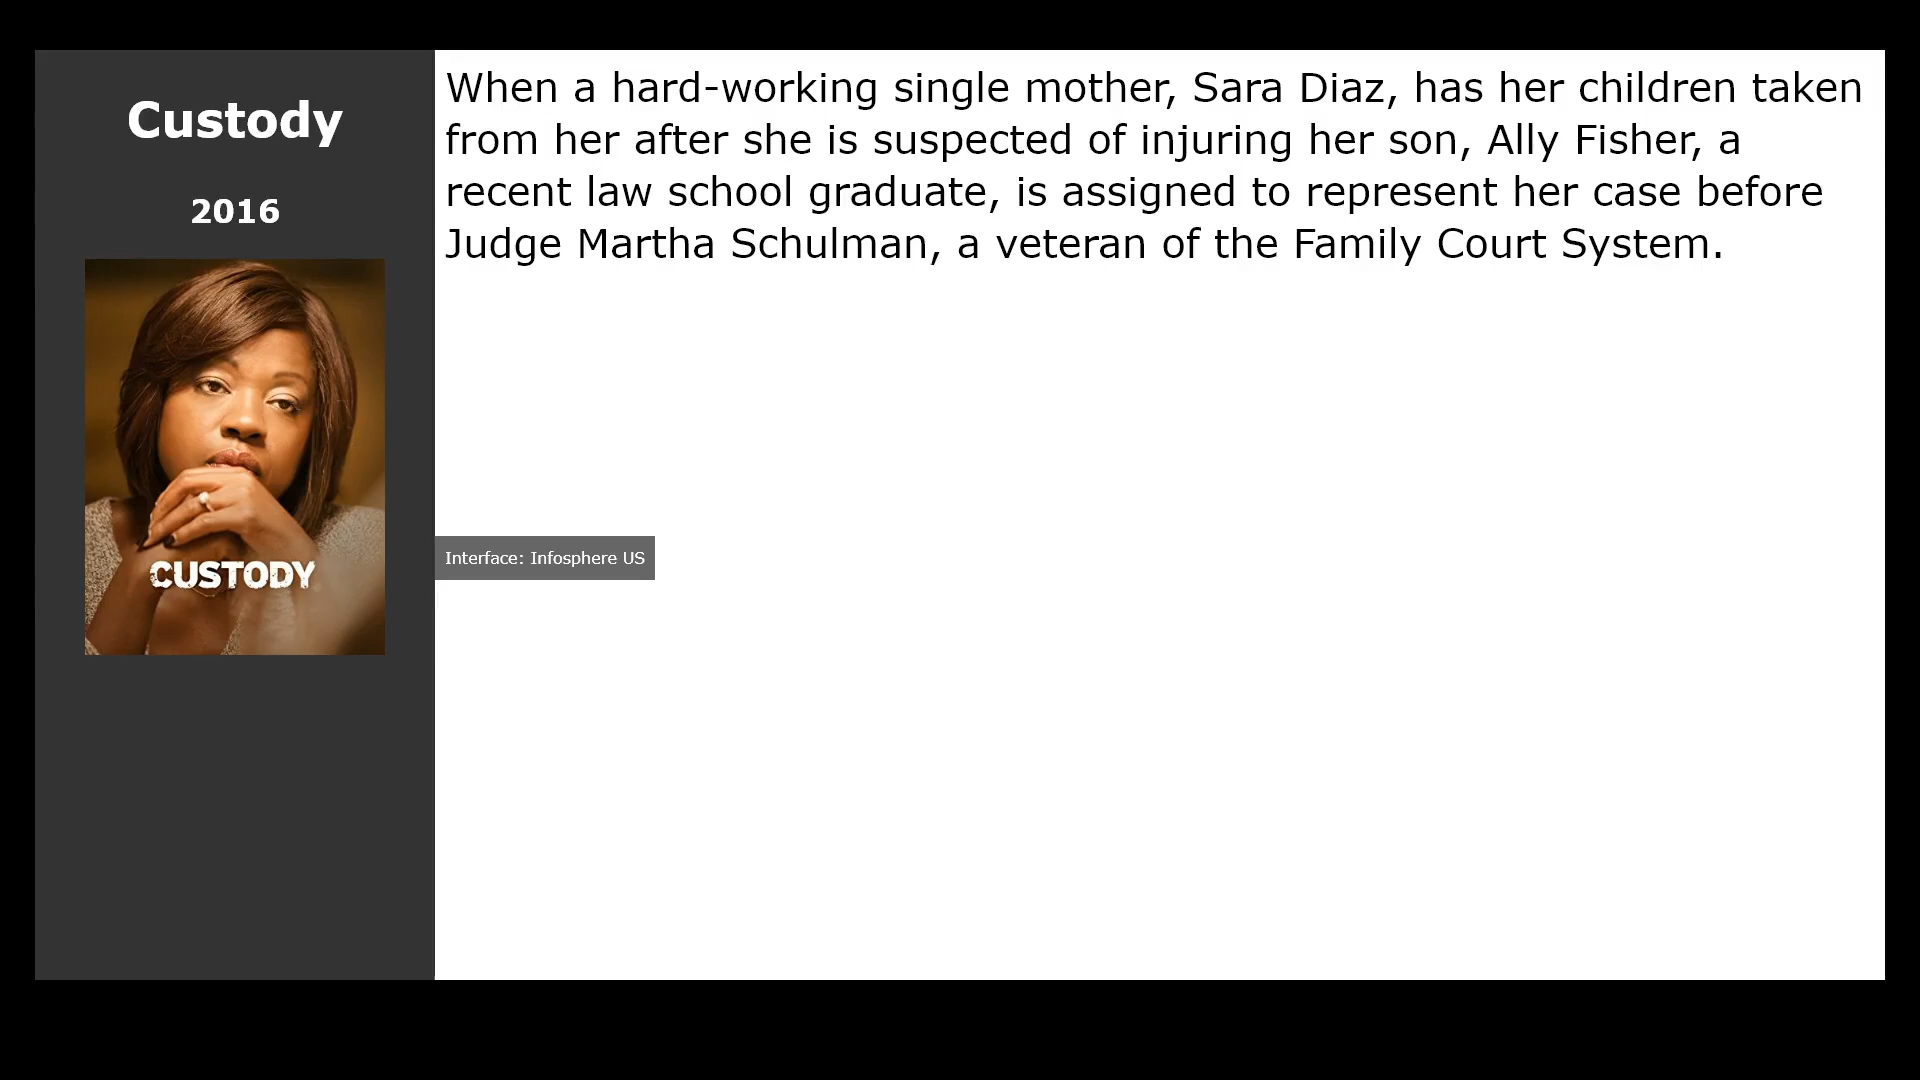 Custody
2016
CUSTODY
When a hard-working single mother, Sara Diaz, has her children taken
from her after she is suspected of injuring her son, Ally Fisher, a
recent law school graduate, is assigned to represent her case before
Judge Martha Schulman, a veteran of the Family Court System.
Interface: Infosphere US